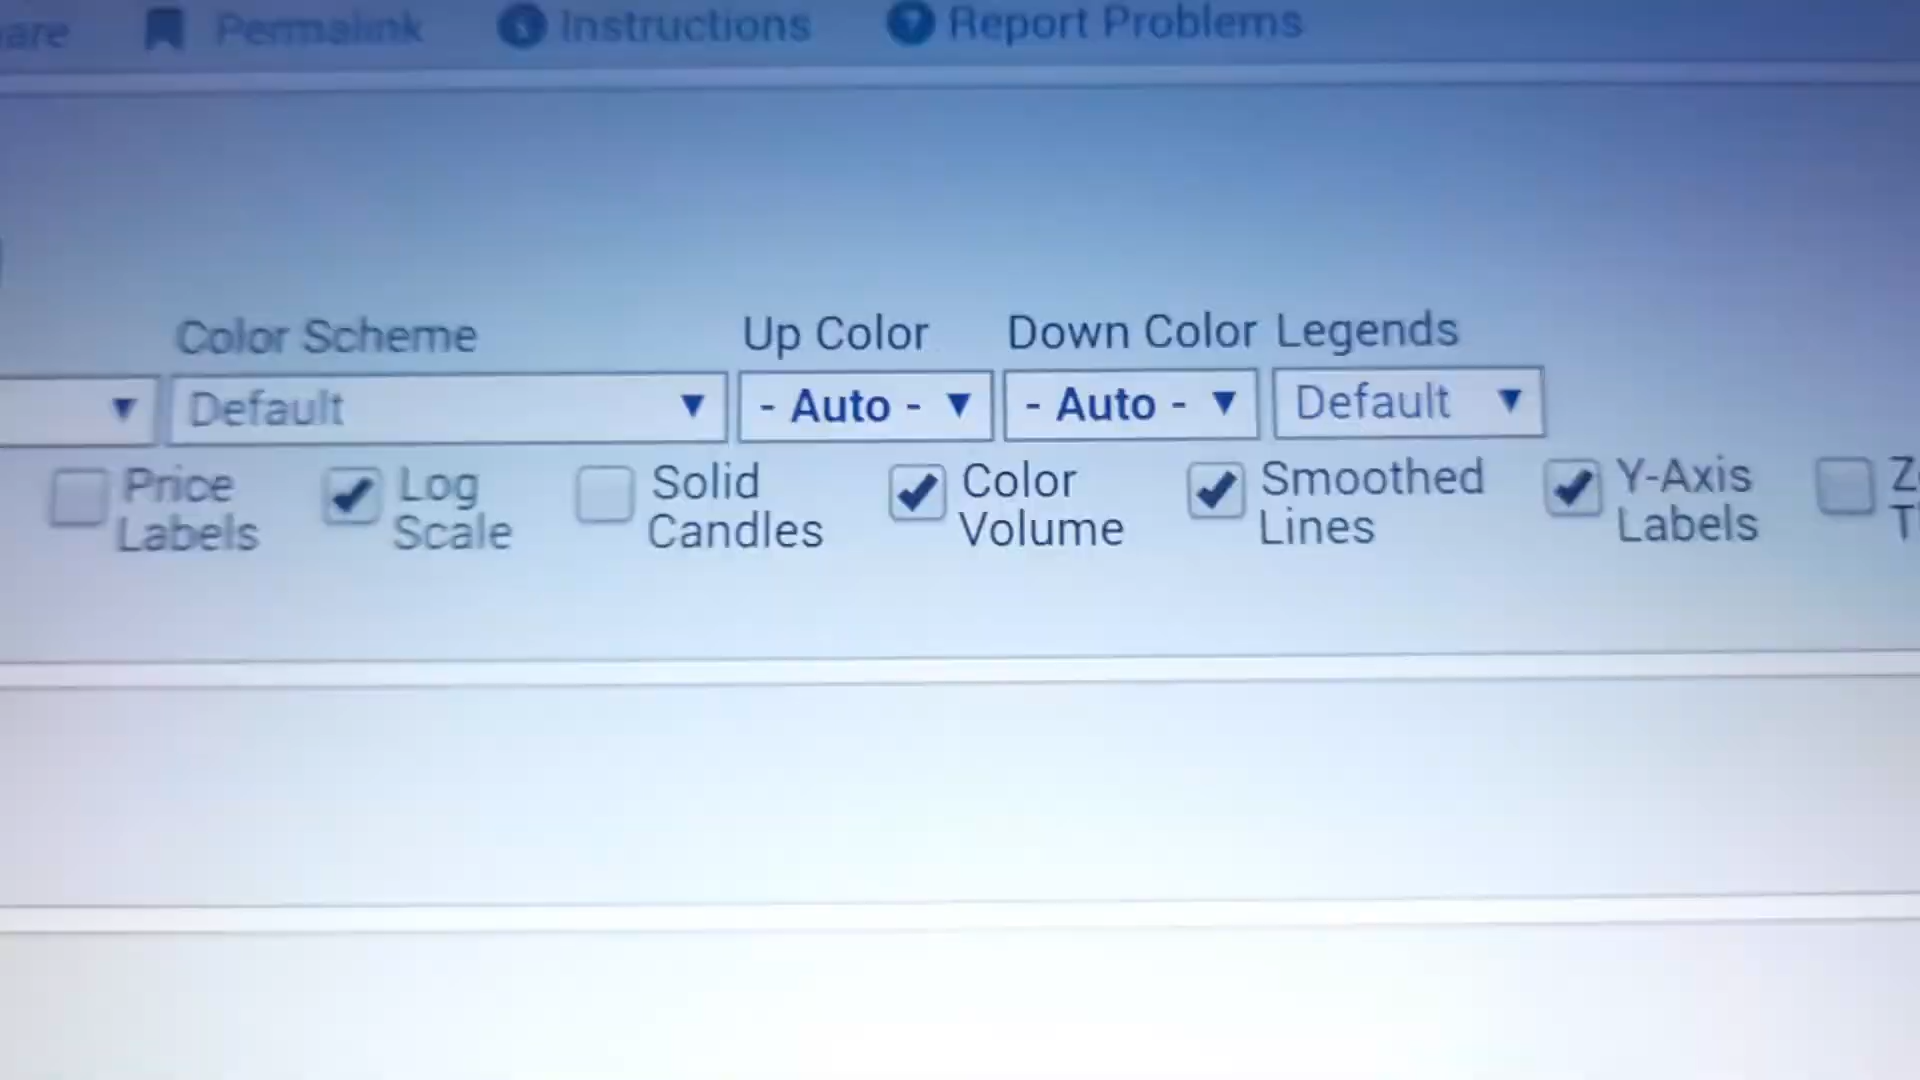 are Permalink Instructions Report Problems
Color Scheme Up Color Down Color Legends
Default - Auto - - Auto - Default
Price Labels Log Scale Solid Candles Color Volume Smoothed Lines Y-Axis Labels